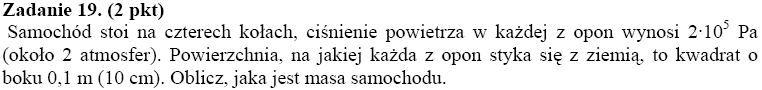 Zadanie 19. (2 pkt)
Samochód stoi na czterech kołach, ciśnienie powietrza w każdej z opon wynosi 2·10⁵ Pa
(około 2 atmosfer). Powierzchnia, na jakiej każda z opon styka się z ziemią, to kwadrat o
boku 0,1 m (10 cm). Oblicz, jaka jest masa samochodu.